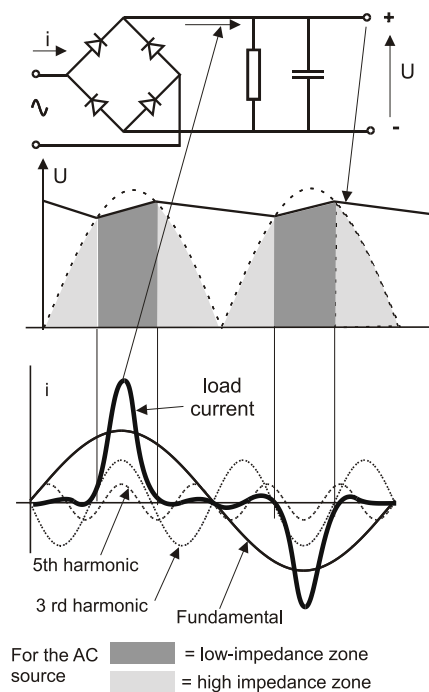 i
+
U
-
U
i
load
current
5th harmonic
3 rd harmonic
Fundamental
For the AC
source
= low-impedance zone
= high impedance zone